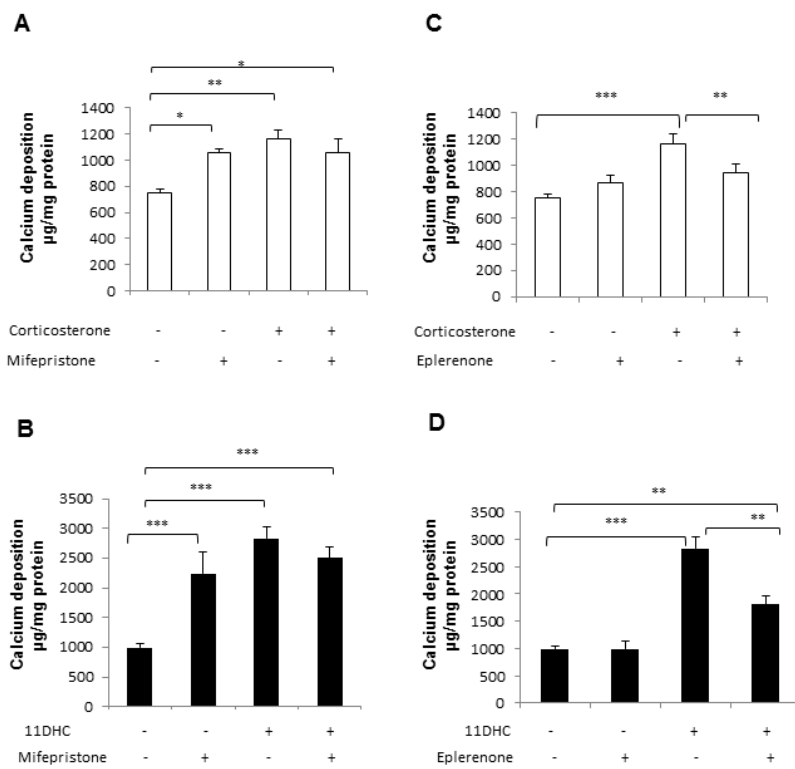 A
*
**
*
Calcium deposition
µg/mg protein
1400
1200
1000
800
600
400
200
0
Corticosterone - - + +
Mifepristone - + - +
C
*** **
Calcium deposition
µg/mg protein
1400
1200
1000
800
600
400
200
0
Corticosterone - - + +
Eplerenone - + - +
B
***
***
***
Calcium deposition
µg/mg protein
3500
3000
2500
2000
1500
1000
500
0
11DHC - - + +
Mifepristone - + - +
D
**
*** **
Calcium deposition
µg/mg protein
3500
3000
2500
2000
1500
1000
500
0
11DHC - - + +
Eplerenone - + - +